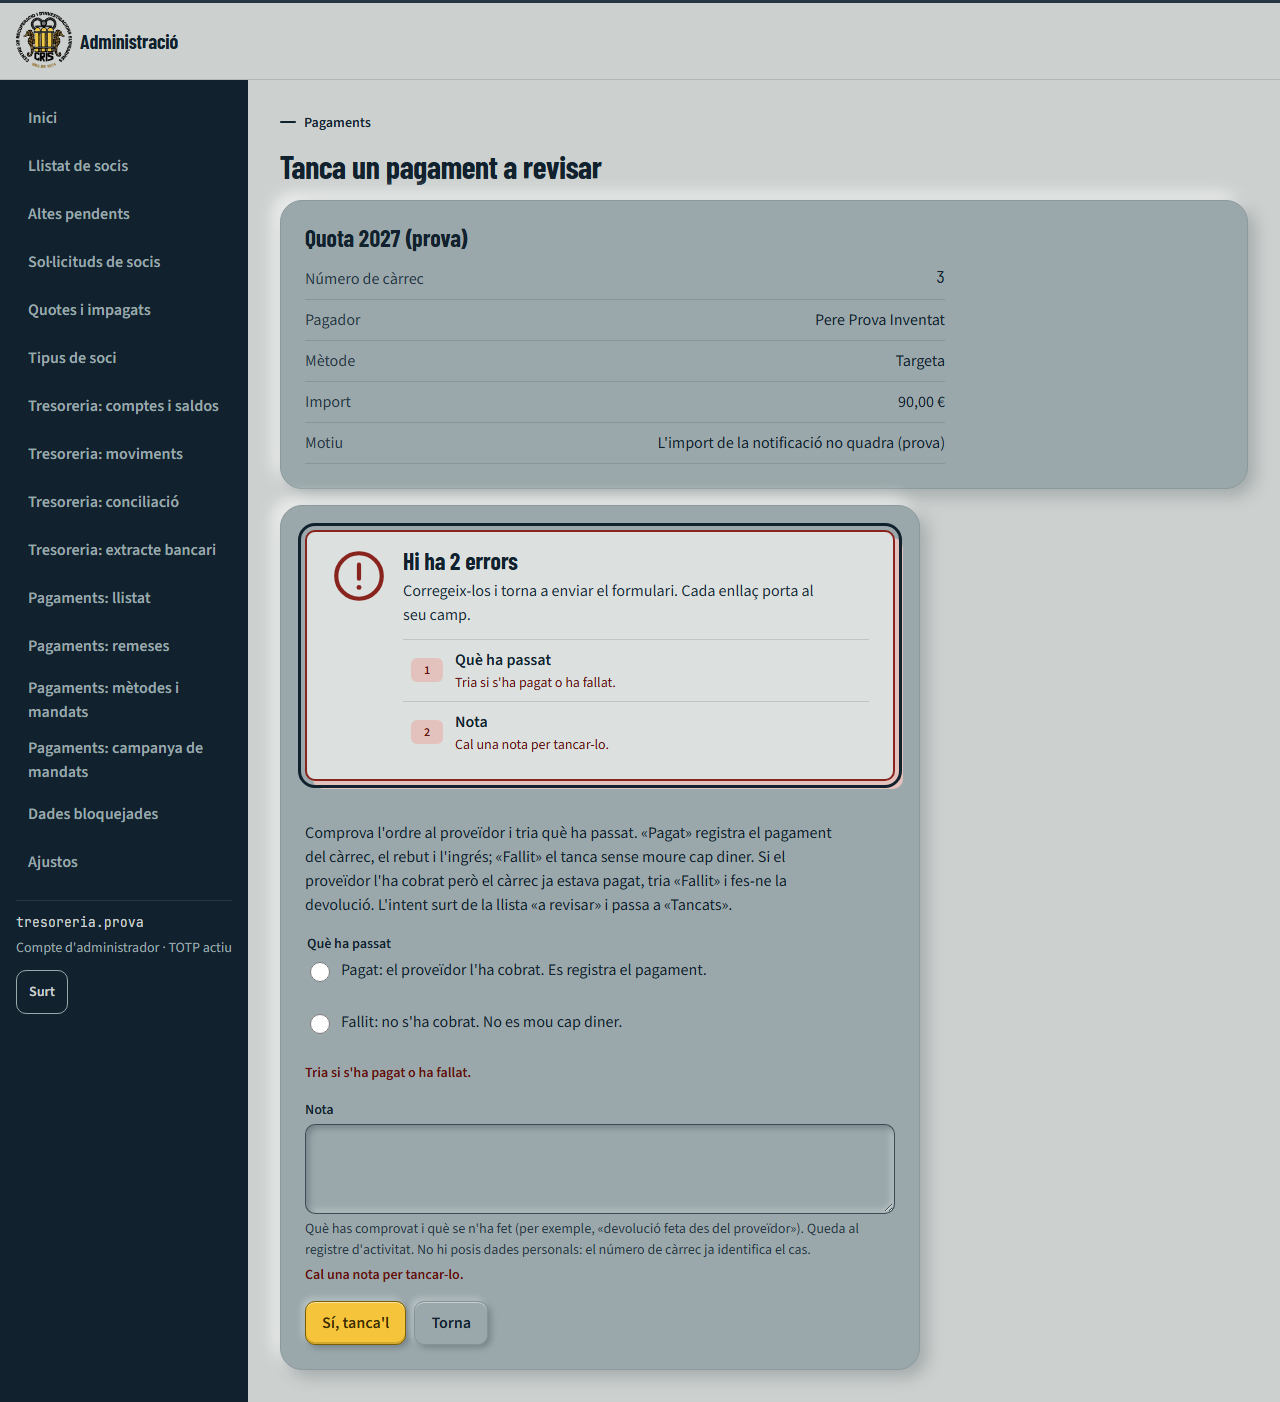 CRIS
Administració
Inici
Llistat de socis
Altes pendents
Sol·licituds de socis
Quotes i impagats
Tipus de soci
Tresoreria: comptes i saldos
Tresoreria: moviments
Tresoreria: conciliació
Tresoreria: extracte bancari
Pagaments: llistat
Pagaments: remeses
Pagaments: mètodes i
mandats
Pagaments: campanya de
mandats
Dades bloquejades
Ajustos
tresoreria.prova
Compte d'administrador · TOTP actiu
Surt
Pagaments
Tanca un pagament a revisar
Quota 2027 (prova)
Número de càrrec 3
Pagador Pere Prova Inventat
Mètode Targeta
Import 90,00 €
Motiu L'import de la notificació no quadra (prova)
Hi ha 2 errors
Corregeix-los i torna a enviar el formulari. Cada enllaç porta al
seu camp.
1 Què ha passat
Tria si s'ha pagat o ha fallat.
2 Nota
Cal una nota per tancar-lo.
Comprova l'ordre al proveïdor i tria què ha passat. «Pagat» registra el pagament
del càrrec, el rebut i l'ingrés; «Fallit» el tanca sense moure cap diner. Si el
proveïdor l'ha cobrat però el càrrec ja estava pagat, tria «Fallit» i fes-ne la
devolució. L'intent surt de la llista «a revisar» i passa a «Tancats».
Què ha passat
Pagat: el proveïdor l'ha cobrat. Es registra el pagament.
Fallit: no s'ha cobrat. No es mou cap diner.
Tria si s'ha pagat o ha fallat.
Nota
Què has comprovat i què se n'ha fet (per exemple, «devolució feta des del proveïdor»). Queda al
registre d'activitat. No hi posis dades personals: el número de càrrec ja identifica el cas.
Cal una nota per tancar-lo.
Sí, tanca'l
Torna